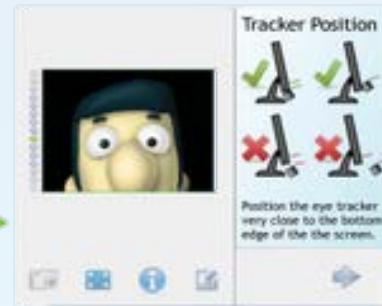 Tracker Position
Position the eye tracker
very close to the bottom
edge of the the screen.